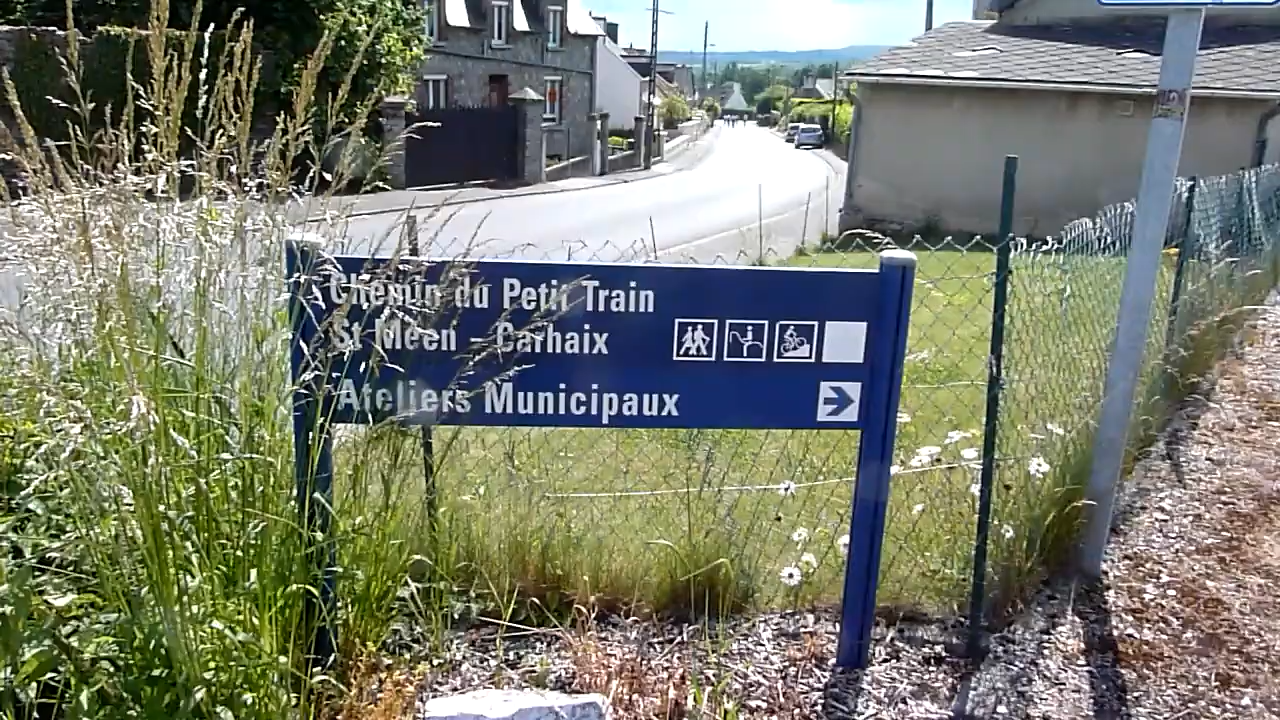 Chemin du Petit Train
St Méen - Carhaix
Ateliers Municipaux